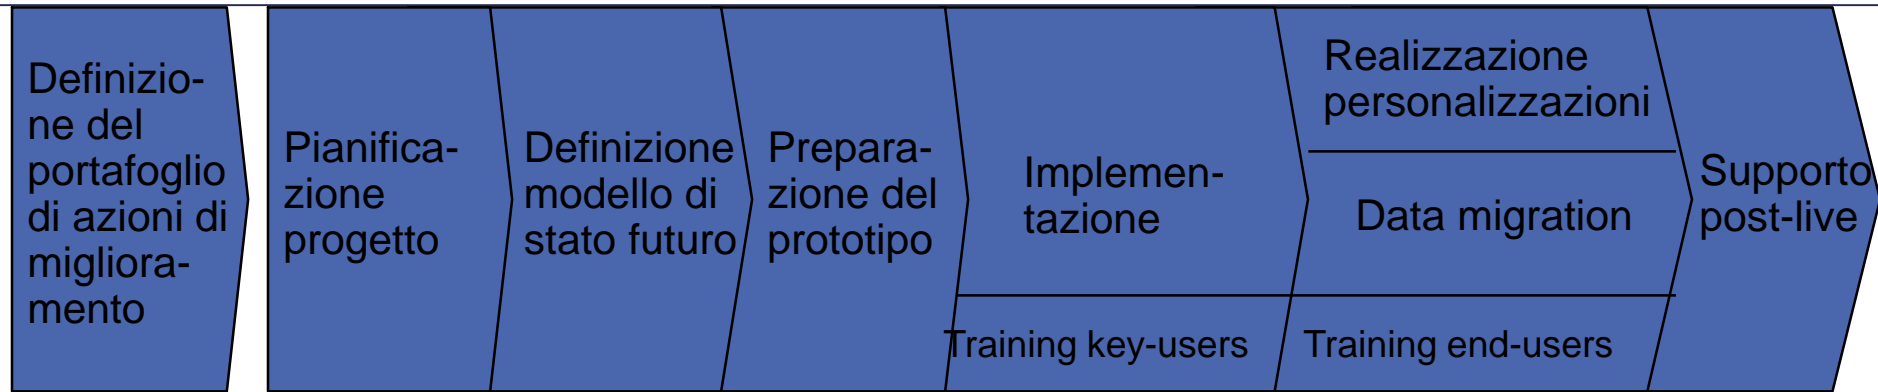 Definizio-
ne del
portafoglio
di azioni di
migliora-
mento
Pianifica-
zione
progetto
Definizione
modello di
stato futuro
Prepara-
zione del
prototipo
Implemen-
tazione
Training key-users
Realizzazione
personalizzazioni
Data migration
Training end-users
Supporto
post-live